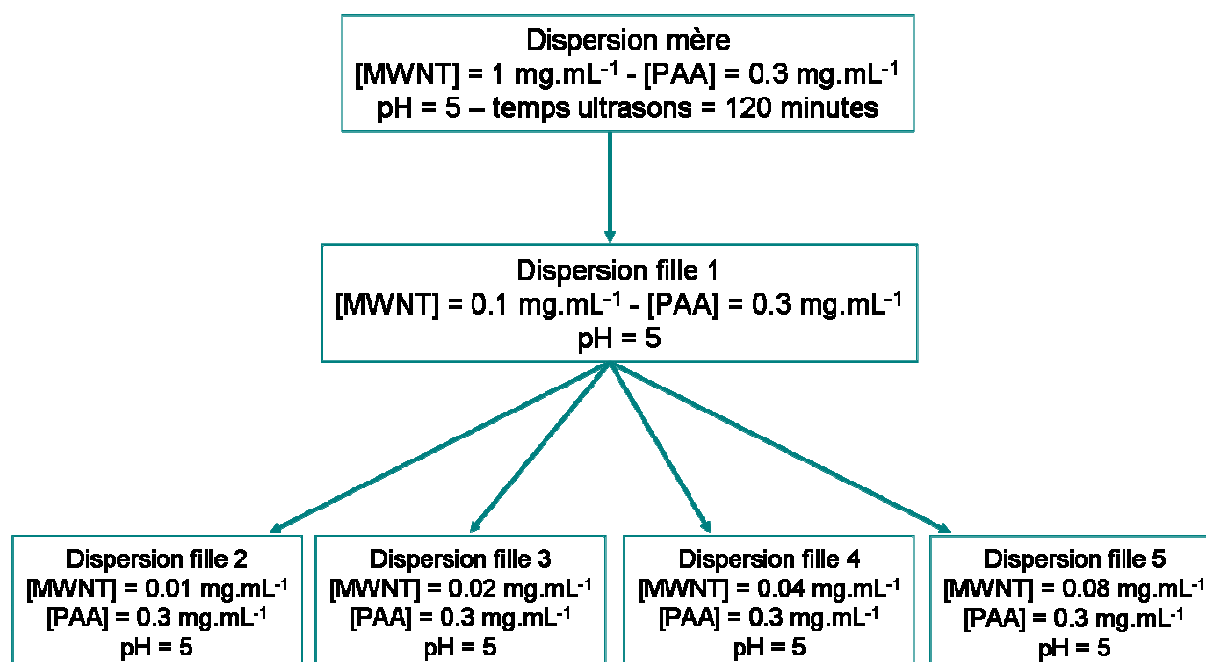 Dispersion mère
[MWNT] = 1 mg.mL⁻¹ - [PAA] = 0.3 mg.mL⁻¹
pH = 5 – temps ultrasons = 120 minutes
Dispersion fille 1
[MWNT] = 0.1 mg.mL⁻¹ - [PAA] = 0.3 mg.mL⁻¹
pH = 5
Dispersion fille 2
[MWNT] = 0.01 mg.mL⁻¹
[PAA] = 0.3 mg.mL⁻¹
pH = 5
Dispersion fille 3
[MWNT] = 0.02 mg.mL⁻¹
[PAA] = 0.3 mg.mL⁻¹
pH = 5
Dispersion fille 4
[MWNT] = 0.04 mg.mL⁻¹
[PAA] = 0.3 mg.mL⁻¹
pH = 5
Dispersion fille 5
[MWNT] = 0.08 mg.mL⁻¹
[PAA] = 0.3 mg.mL⁻¹
pH = 5